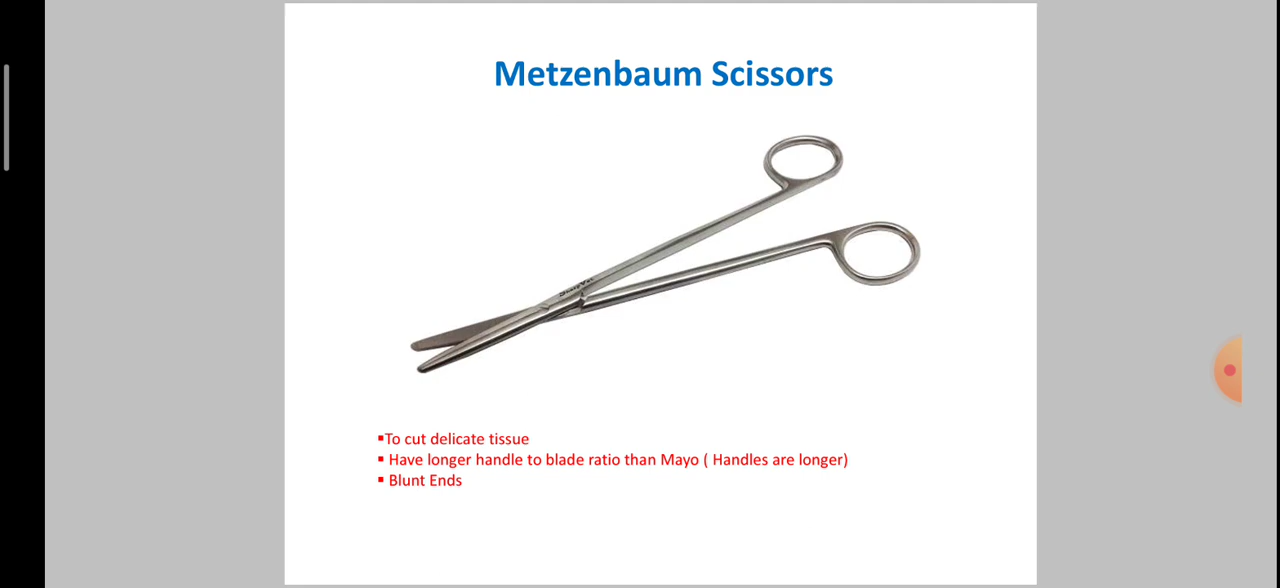 Metzenbaum Scissors
▪To cut delicate tissue
▪ Have longer handle to blade ratio than Mayo ( Handles are longer)
▪ Blunt Ends